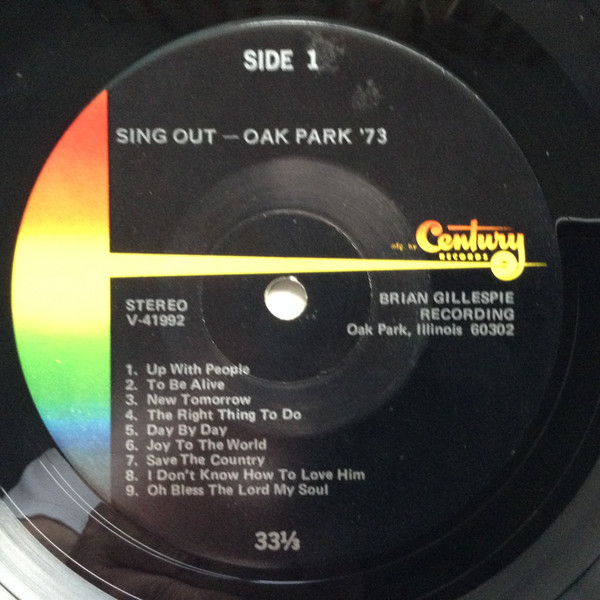 SIDE 1
SING OUT — OAK PARK '73
mfg. by Century
RECORDS
STEREO
V-41992
BRIAN GILLESPIE
RECORDING
Oak Park, Illinois 60302
1. Up With People
2. To Be Alive
3. New Tomorrow
4. The Right Thing To Do
5. Day By Day
6. Joy To The World
7. Save The Country
8. I Don't Know How To Love Him
9. Oh Bless The Lord My Soul
33⅓